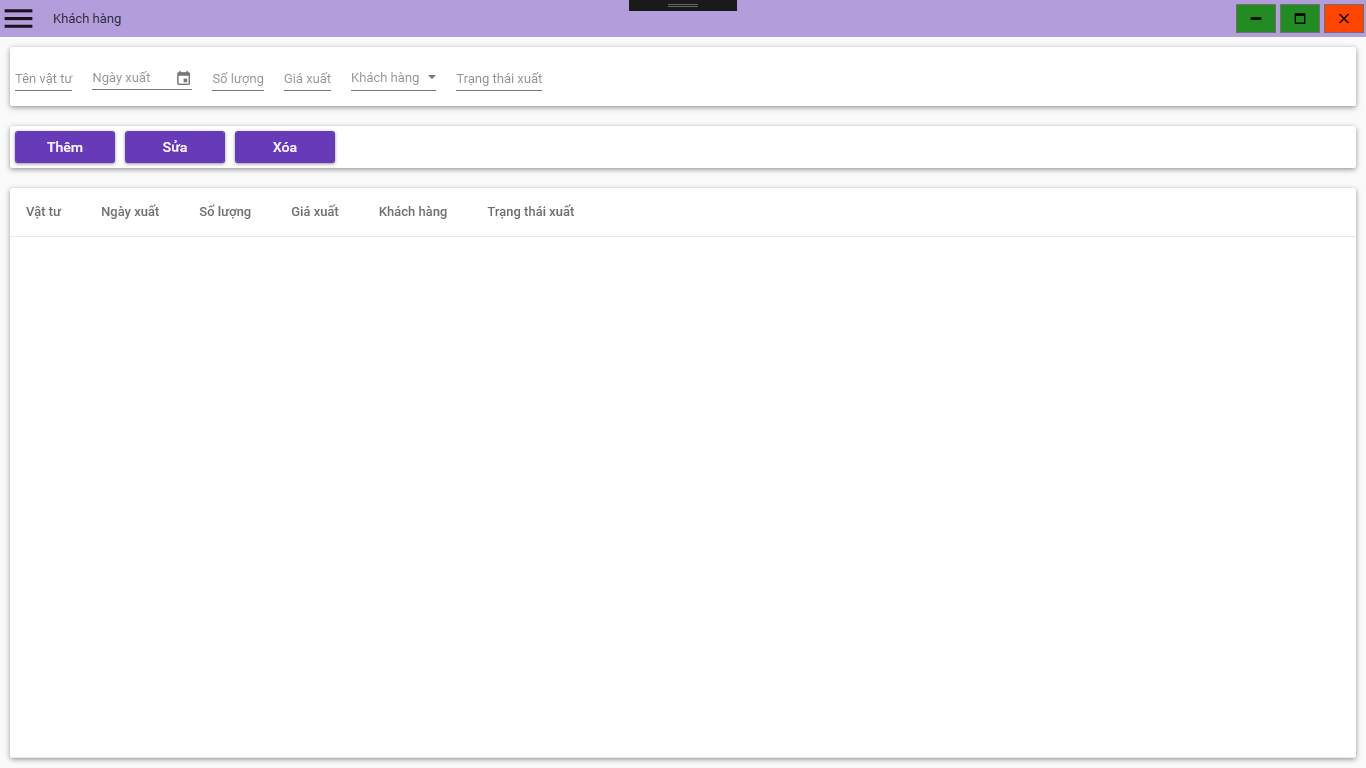 Khách hàng
Tên vật tư Ngày xuất Số lượng Giá xuất Khách hàng Trạng thái xuất
Thêm Sửa Xóa
Vật tư Ngày xuất Số lượng Giá xuất Khách hàng Trạng thái xuất